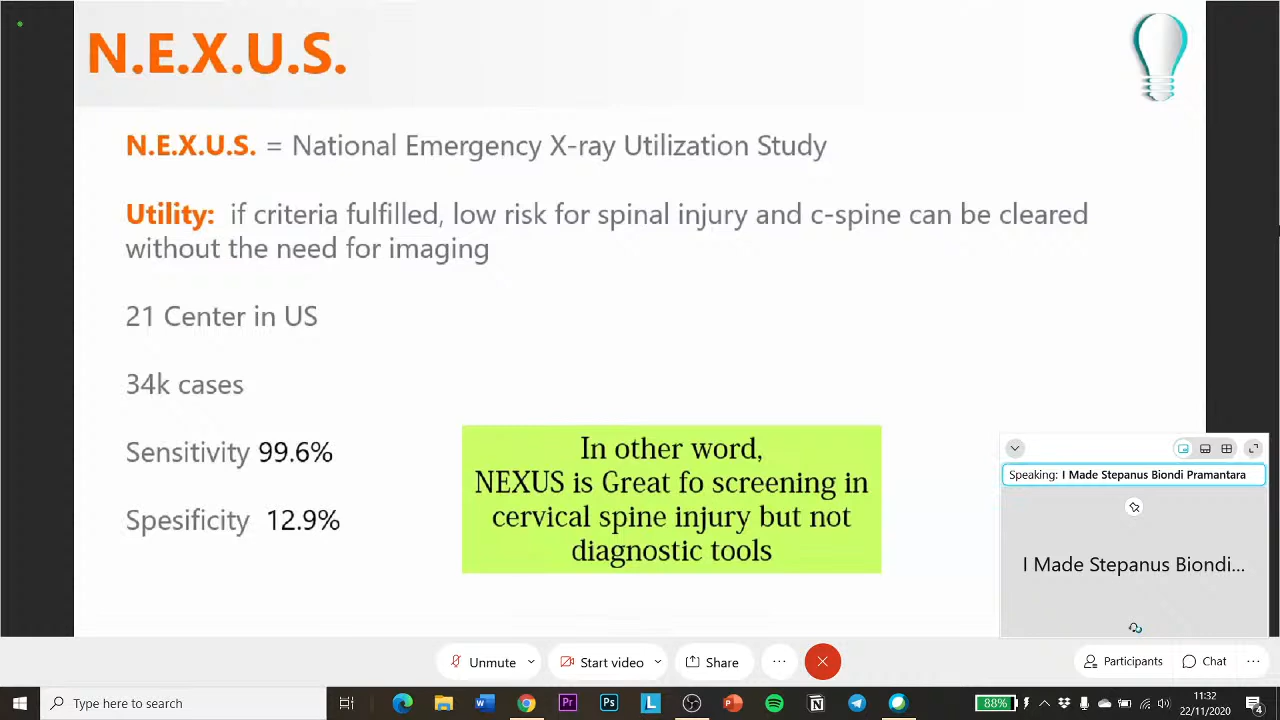 N.E.X.U.S.
N.E.X.U.S. = National Emergency X-ray Utilization Study
Utility: if criteria fulfilled, low risk for spinal injury and c-spine can be cleared
without the need for imaging
21 Center in US
34k cases
Sensitivity 99.6%
Spesificity 12.9%
In other word,
NEXUS is Great fo screening in
cervical spine injury but not
diagnostic tools
Speaking: I Made Stepanus Biondi Pramantara
I Made Stepanus Biondi...
Unmute
Start video
Share
Participants
Chat
Type here to search
88%
11:32
22/11/2020
4